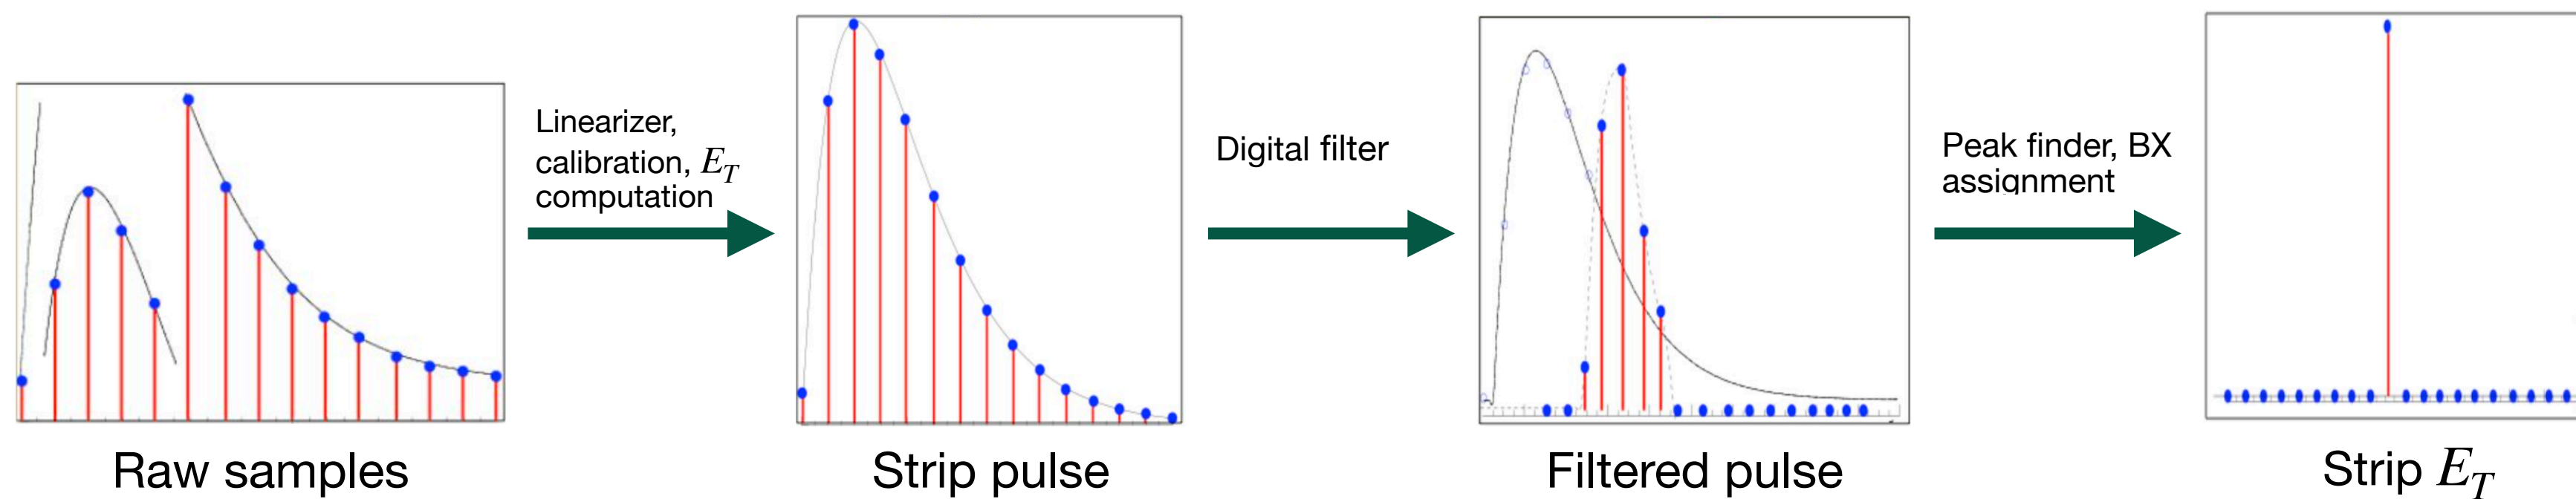 Linearizer,
calibration, E_T
computation
Digital filter
Peak finder, BX
assignment
Raw samples
Strip pulse
Filtered pulse
Strip E_T